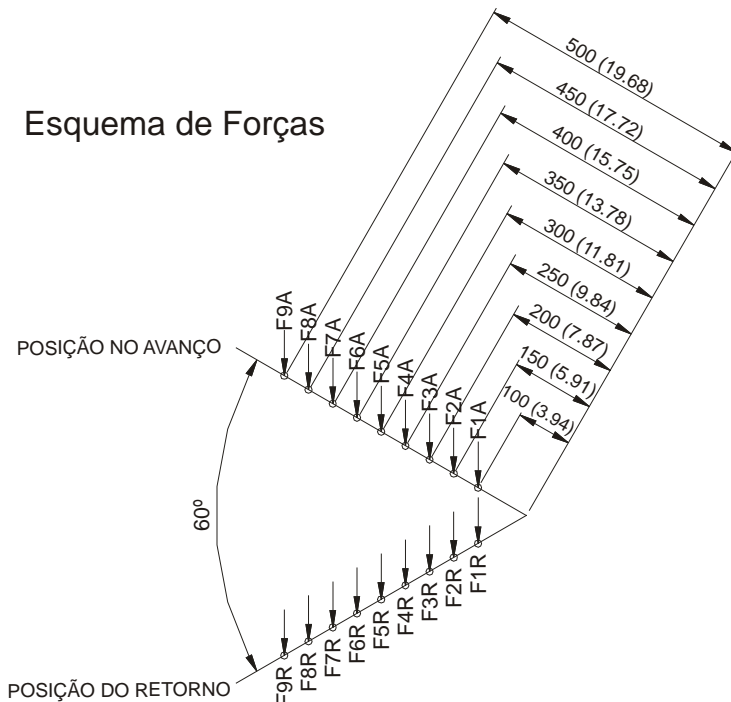 Esquema de Forças
500 (19.68)
450 (17.72)
400 (15.75)
350 (13.78)
300 (11.81)
250 (9.84)
200 (7.87)
150 (5.91)
100 (3.94)
F9A
F8A
F7A
F6A
F5A
F4A
F3A
F2A
F1A
POSIÇÃO NO AVANÇO
60º
F9R
F8R
F7R
F6R
F5R
F4R
F3R
F2R
F1R
POSIÇÃO DO RETORNO